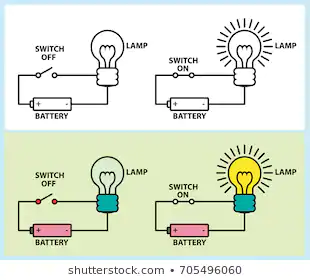 SWITCH
OFF
LAMP
+ -
BATTERY
SWITCH
ON
LAMP
+ -
BATTERY
SWITCH
OFF
LAMP
+ -
BATTERY
SWITCH
ON
LAMP
+ -
BATTERY
shutterstock.com • 705496060